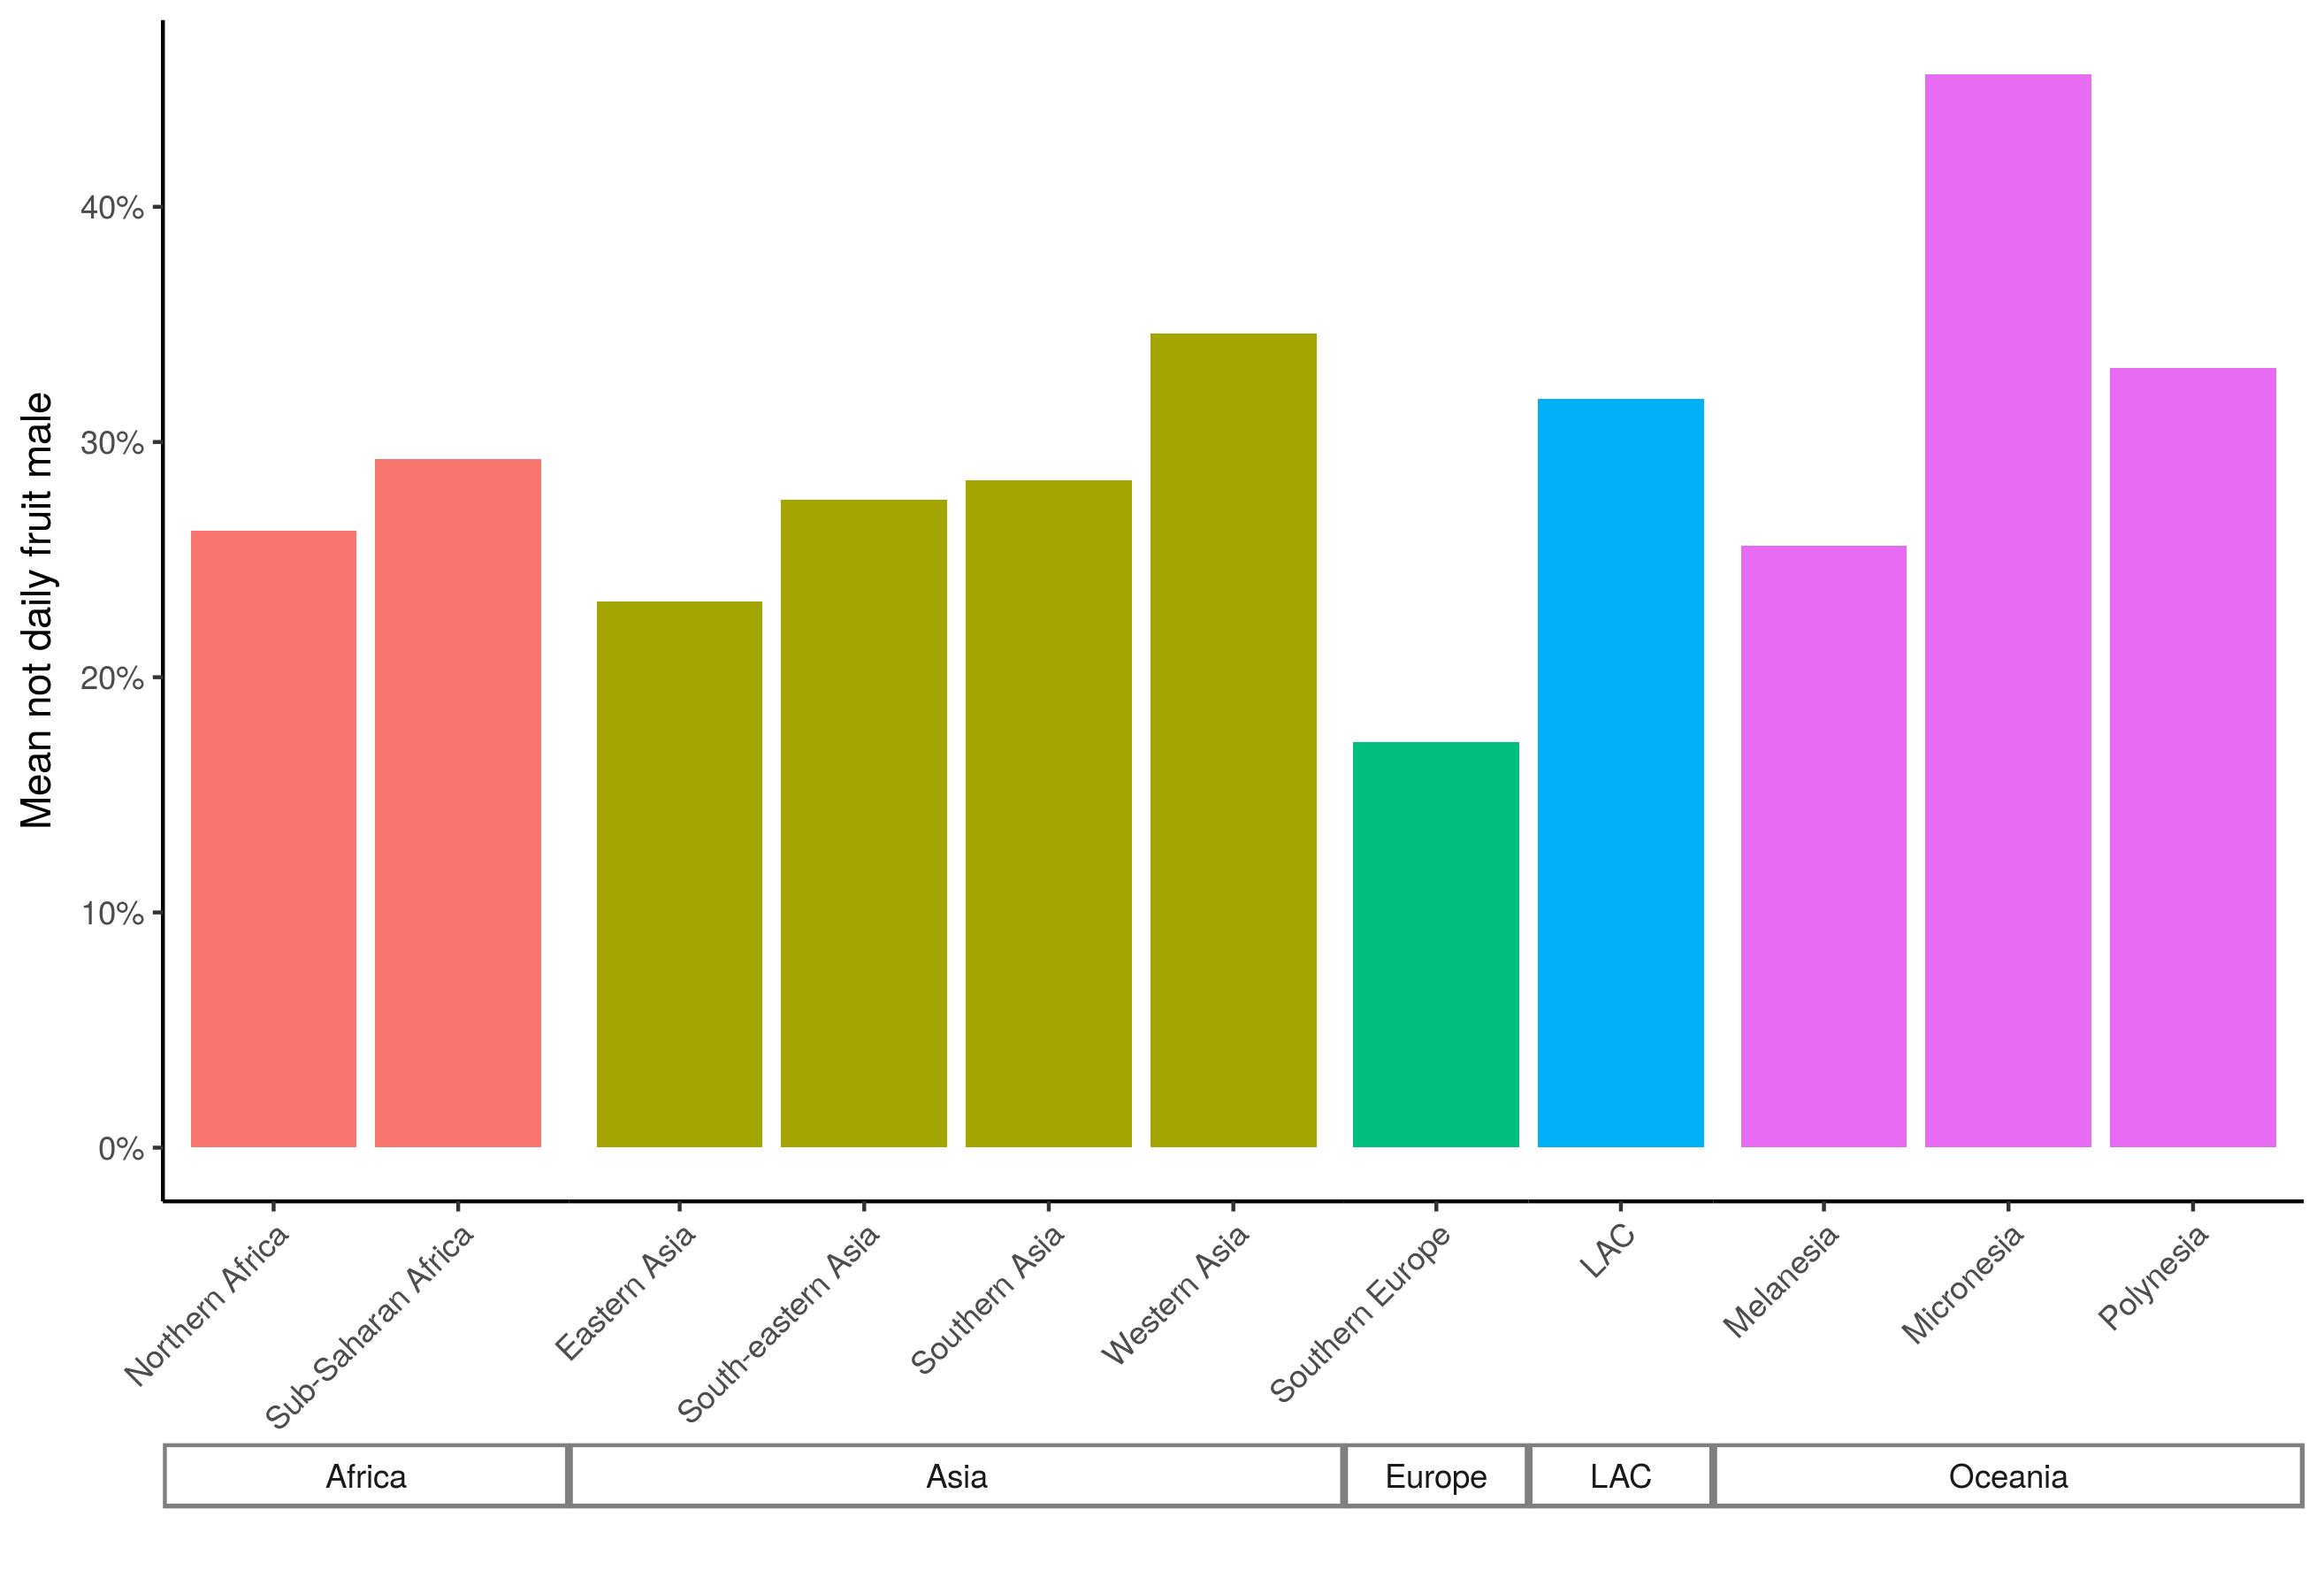 Mean not daily fruit male
40%
30%
20%
10%
0%
Northern Africa
Sub-Saharan Africa
Eastern Asia
South-eastern Asia
Southern Asia
Western Asia
Southern Europe
LAC
Melanesia
Micronesia
Polynesia
Africa
Asia
Europe
LAC
Oceania